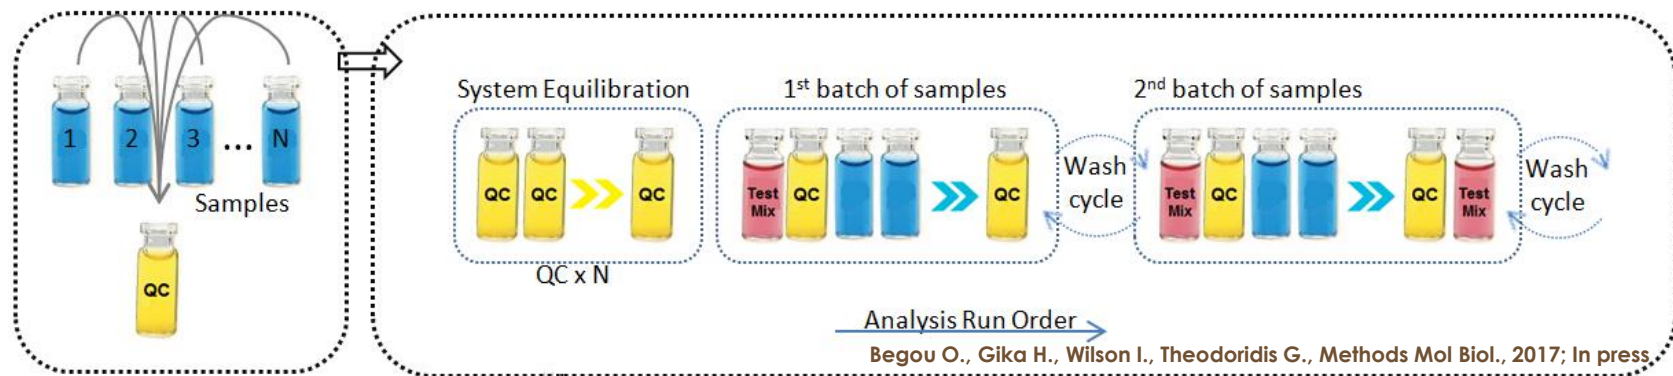 1 2 3 ... N
Samples
QC
System Equilibration
QC QC QC
QC x N
1st batch of samples
Test Mix QC QC
Wash cycle
2nd batch of samples
Test Mix QC QC Test Mix
Wash cycle
Analysis Run Order
Begou O., Gika H., Wilson I., Theodoridis G., Methods Mol Biol., 2017; In press